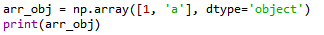 arr_obj = np.array([1, 'a'], dtype='object')
print(arr_obj)